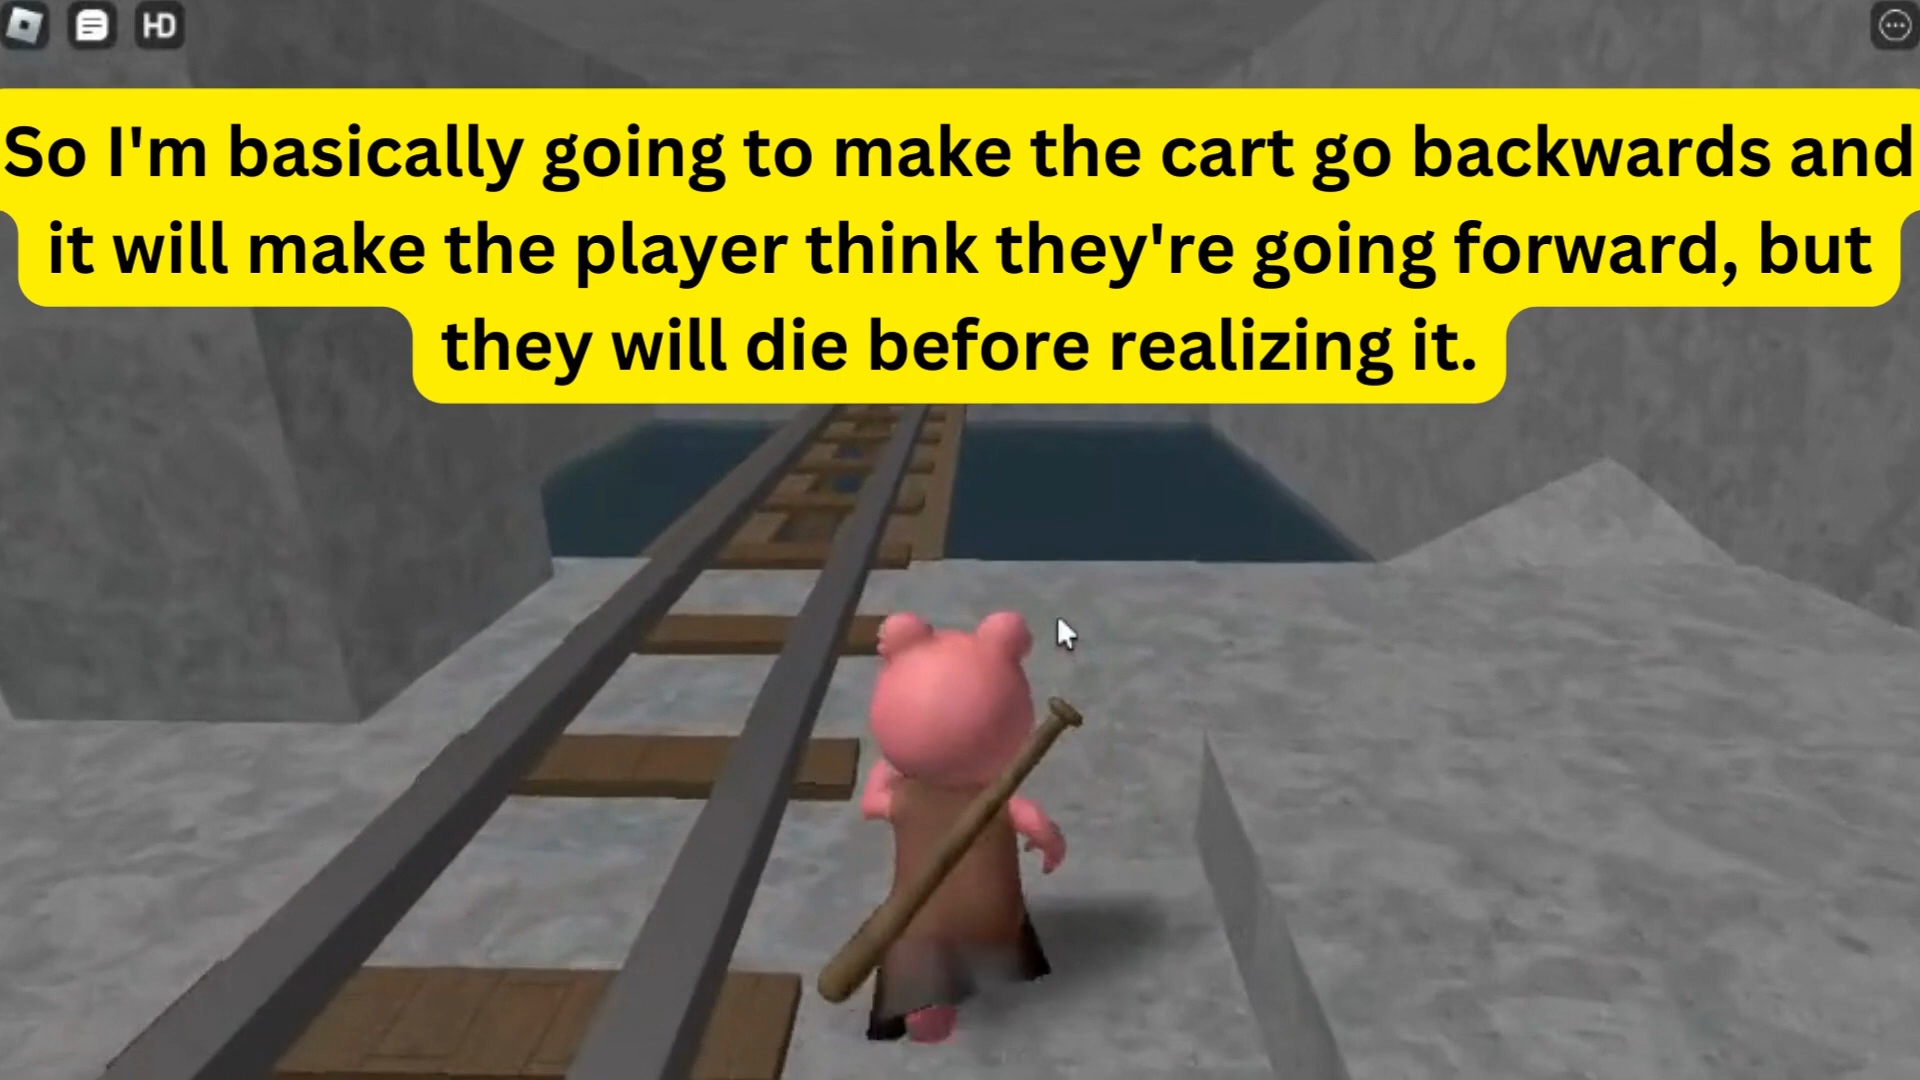 HD
So I'm basically going to make the cart go backwards and
it will make the player think they're going forward, but
they will die before realizing it.